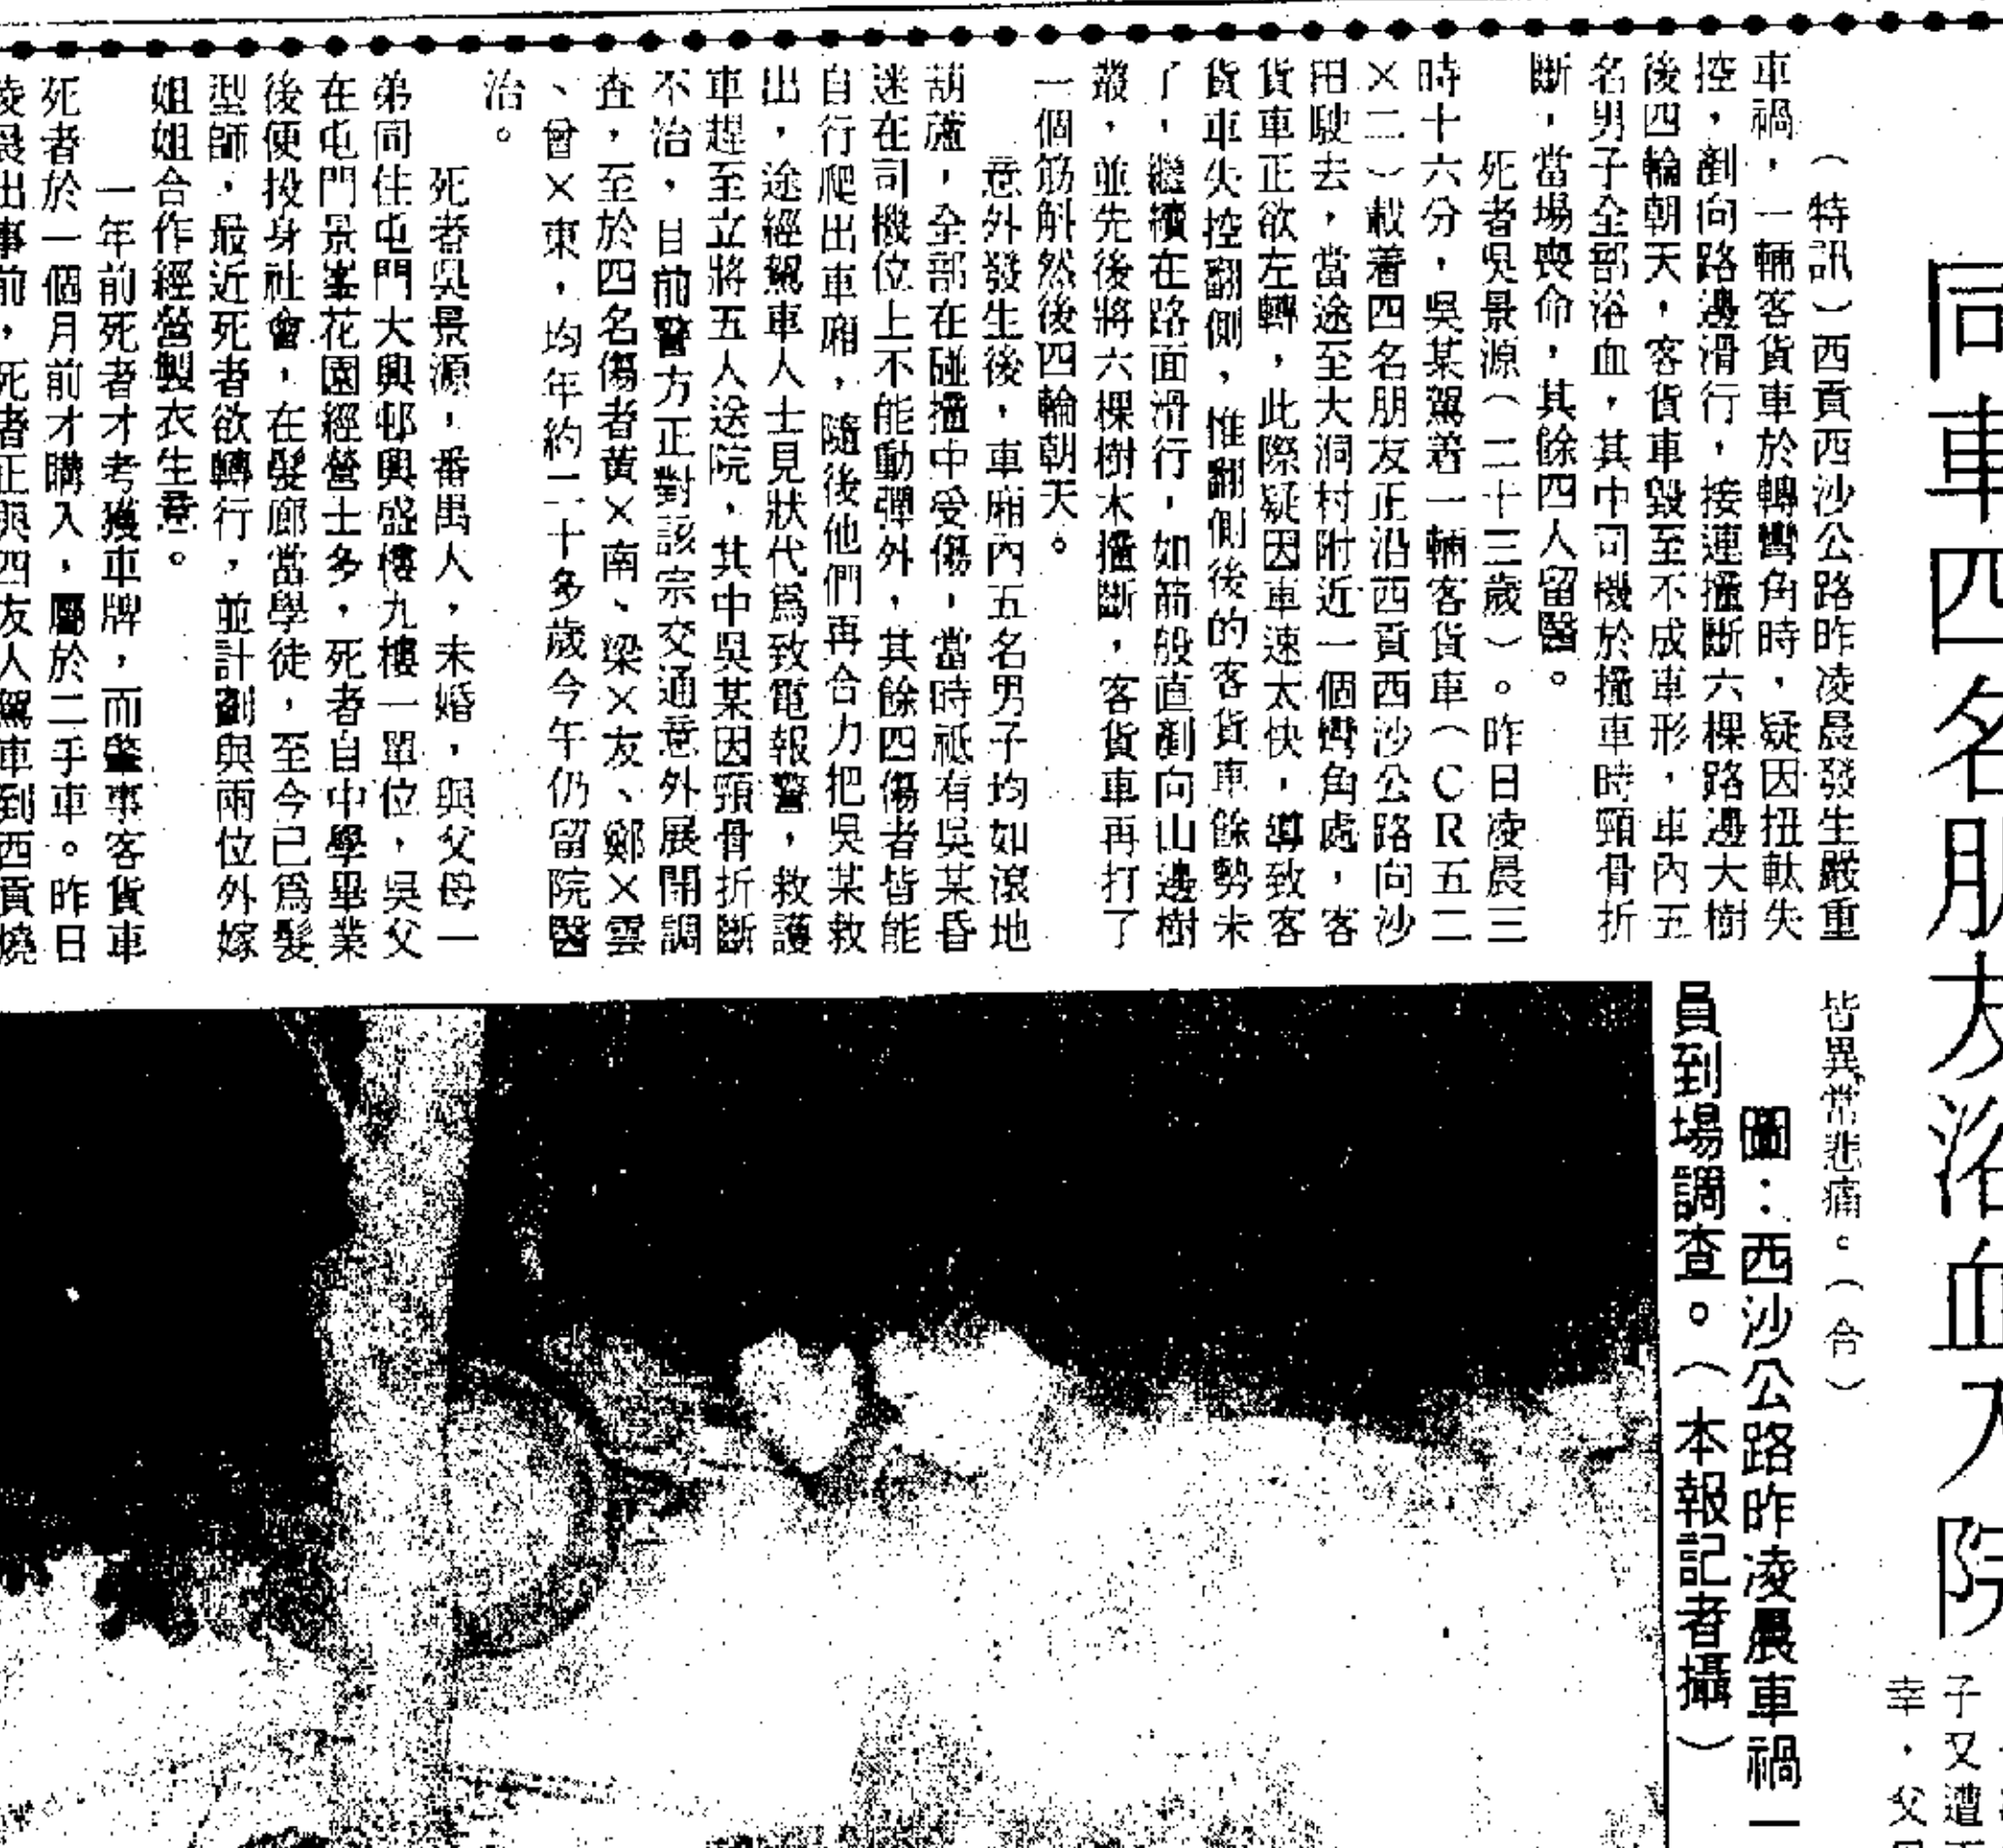 同車四名朋友浴血入院
（特訊）西貢西沙公路昨凌晨發生嚴重
車禍，一輛客貨車於轉彎角時，疑因扭軚失
控，剷向路邊滑行，接連撞斷六棵路邊大樹
後四輪朝天，客貨車毀至不成車形，車內五
名男子全部浴血，其中司機於撞車時頸骨折
斷，當場喪命，其餘四人留醫。
死者吳景源（二十三歲）。昨日凌晨三
時十六分，吳某駕着一輛客貨車（ＣＲ五二
×二）載着四名朋友正沿西貢西沙公路向沙
田駛去，當途至大洞村附近一個彎角處，客
貨車正欲左轉，此際疑因車速太快，導致客
貨車失控翻側，惟翻側後的客貨車餘勢未
了，繼續在路面滑行，如箭般直剷向山邊樹
叢，並先後將六棵樹木撞斷，客貨車再打了
一個筋斛然後四輪朝天。
意外發生後，車廂內五名男子均如滾地
葫蘆，全部在碰撞中受傷，當時祗有吳某昏
迷在司機位上不能動彈外，其餘四傷者皆能
自行爬出車廂，隨後他們再合力把吳某救
出，途經駕車人士見狀代爲致電報警，救護
車趕至立將五人送院，其中吳某因頸骨折斷
不治，目前警方正對該宗交通意外展開調
查，至於四名傷者黃×南、梁×友、鄭×雲
、曾×東，均年約二十多歲今午仍留院醫
治。
死者吳景源，番禺人，未婚，與父母一
弟同住屯門大興邨興盛樓九樓一單位，吳父
在屯門景峯花園經營士多，死者自中學畢業
後便投身社會，在髮廊當學徒，至今已爲髮
型師，最近死者欲轉行，並計劃與兩位外嫁
姐姐合作經營製衣生意。
一年前死者才考獲車牌，而肇事客貨車
死者於一個月前才購入，屬於二手車。昨日
凌晨出事前，死者正與四友人駕車到西貢燒
皆異常悲痛。（合）
圖：西沙公路昨凌晨車禍一
員到場調查。（本報記者攝）
子又遭
幸，父